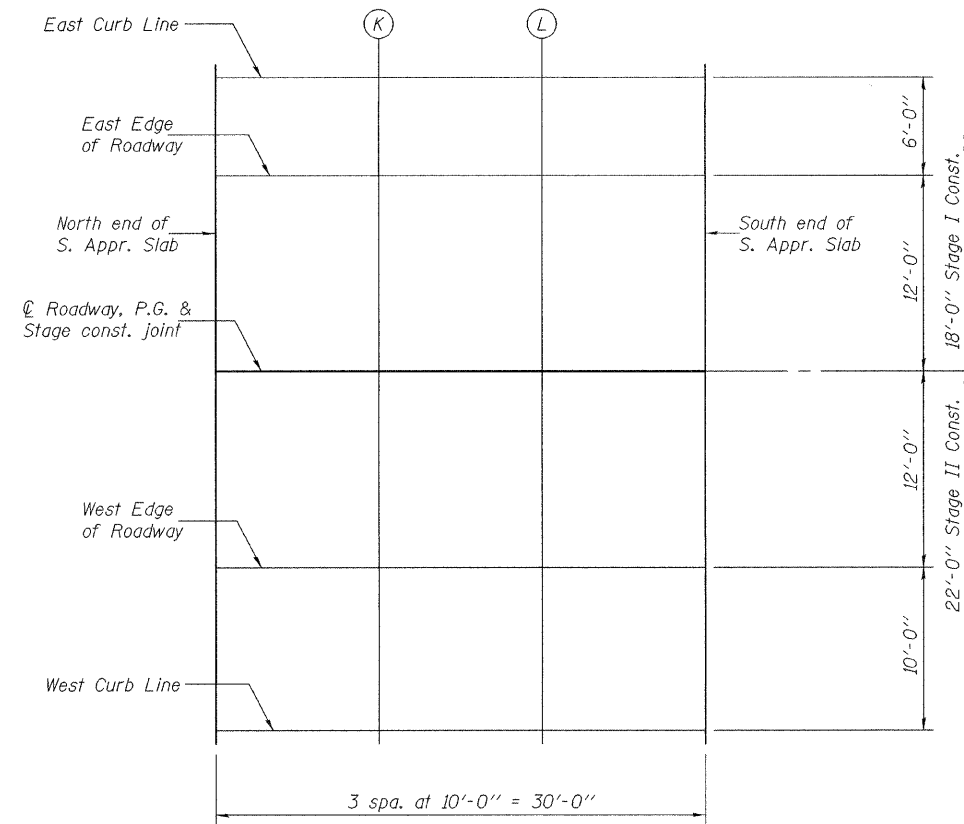 East Curb Line
K
L
East Edge
of Roadway
North end of
S. Appr. Slab
South end of
S. Appr. Slab
℄ Roadway, P.G. &
Stage const. joint
West Edge
of Roadway
West Curb Line
6'-0"
12'-0"
18'-0" Stage I Const.
12'-0"
22'-0" Stage II Const.
10'-0"
3 spa. at 10'-0" = 30'-0"